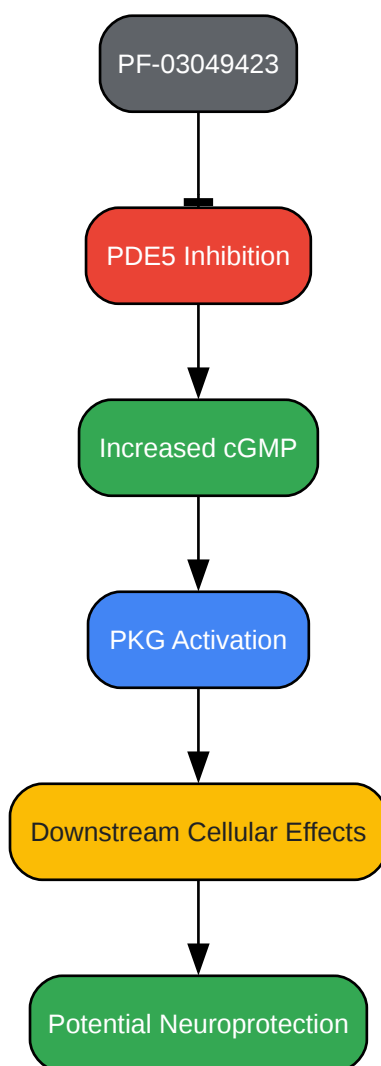 PF-03049423
PDE5 Inhibition
Increased cGMP
PKG Activation
Downstream Cellular Effects
Potential Neuroprotection